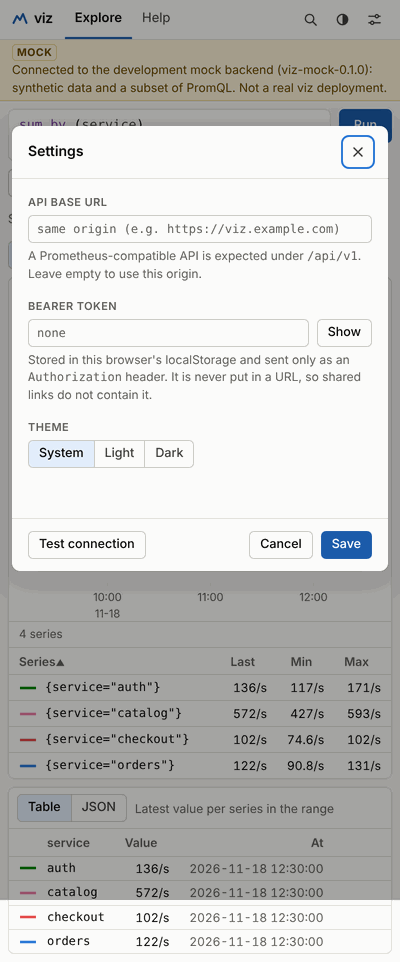 viz Explore Help
MOCK
Connected to the development mock backend (viz-mock-0.1.0):
synthetic data and a subset of PromQL. Not a real viz deployment.
sum by (service) Run
Settings
API BASE URL
same origin (e.g. https://viz.example.com)
A Prometheus-compatible API is expected under /api/v1.
Leave empty to use this origin.
BEARER TOKEN
none Show
Stored in this browser's localStorage and sent only as an
Authorization header. It is never put in a URL, so shared
links do not contain it.
THEME
System Light Dark
Test connection Cancel Save
10:00 11:00 12:00
11-18
4 series
Series▲ Last Min Max
{service="auth"} 136/s 117/s 171/s
{service="catalog"} 572/s 427/s 593/s
{service="checkout"} 102/s 74.6/s 102/s
{service="orders"} 122/s 90.8/s 131/s
Table JSON Latest value per series in the range
service Value At
auth 136/s 2026-11-18 12:30:00
catalog 572/s 2026-11-18 12:30:00
checkout 102/s 2026-11-18 12:30:00
orders 122/s 2026-11-18 12:30:00